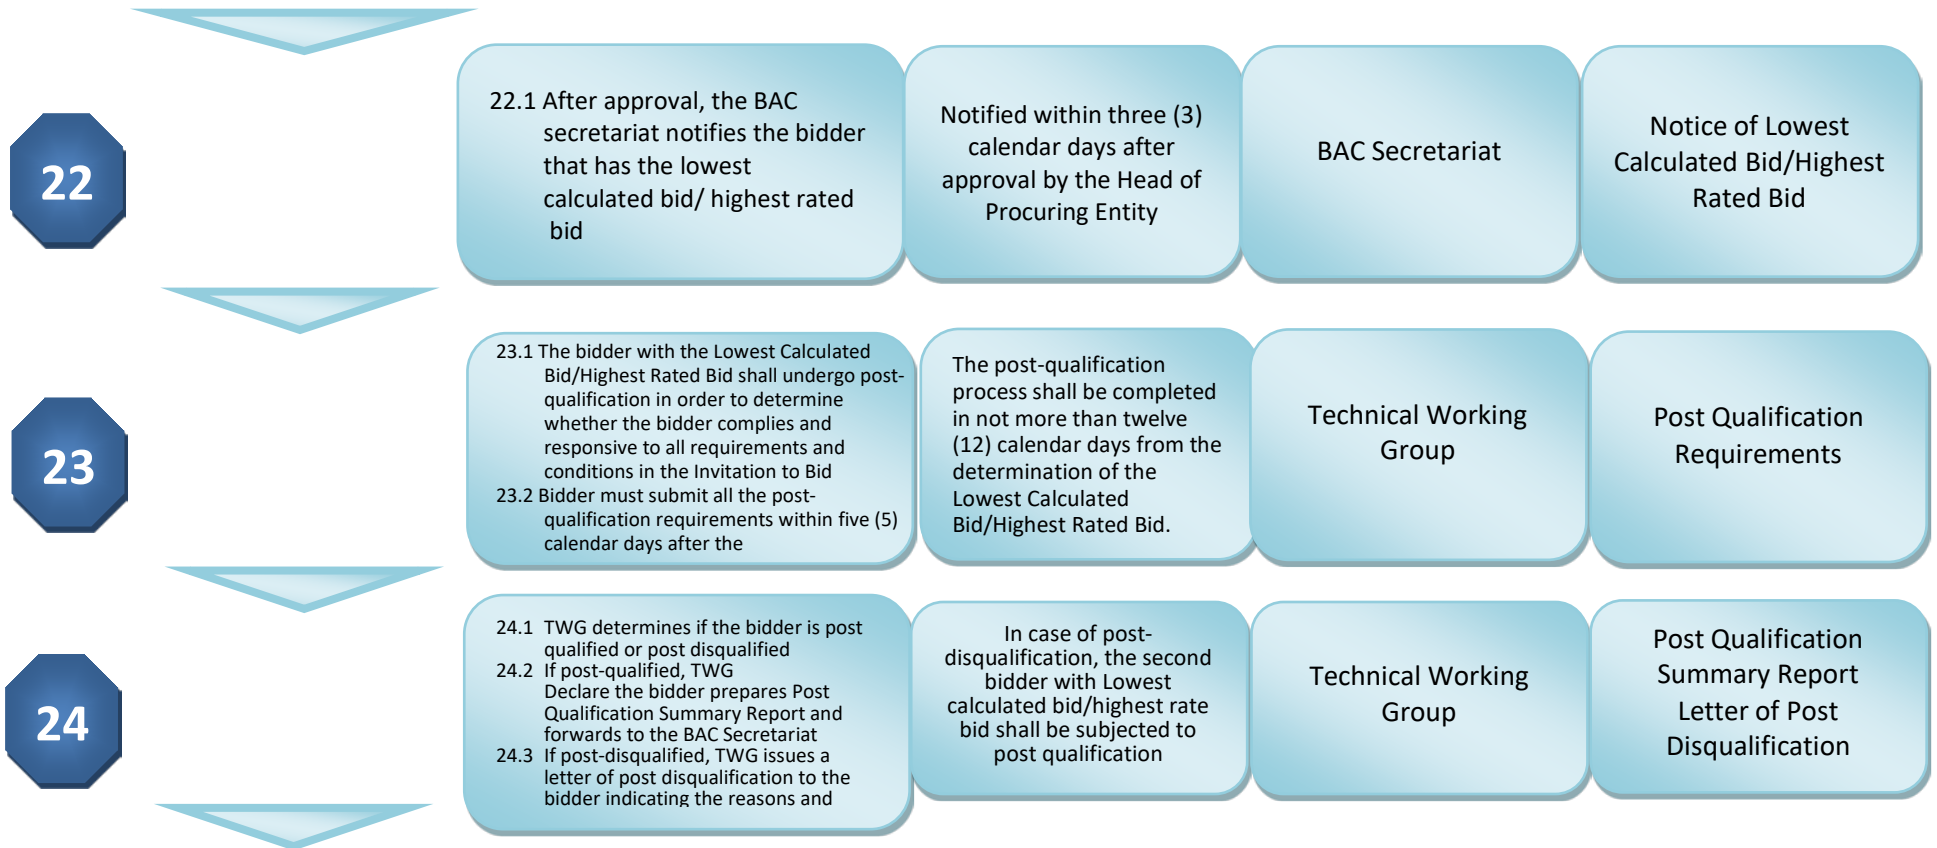 22
22.1 After approval, the BAC
secretariat notifies the bidder
that has the lowest
calculated bid/ highest rated
bid
Notified within three (3)
calendar days after
approval by the Head of
Procuring Entity
BAC Secretariat
Notice of Lowest
Calculated Bid/Highest
Rated Bid
23
23.1 The bidder with the Lowest Calculated
Bid/Highest Rated Bid shall undergo post-
qualification in order to determine
whether the bidder complies and
responsive to all requirements and
conditions in the Invitation to Bid
23.2 Bidder must submit all the post-
qualification requirements within five (5)
calendar days after the
The post-qualification
process shall be completed
in not more than twelve
(12) calendar days from the
determination of the
Lowest Calculated
Bid/Highest Rated Bid.
Technical Working
Group
Post Qualification
Requirements
24
24.1 TWG determines if the bidder is post
qualified or post disqualified
24.2 If post-qualified, TWG
Declare the bidder prepares Post
Qualification Summary Report and
forwards to the BAC Secretariat
24.3 If post-disqualified, TWG issues a
letter of post disqualification to the
bidder indicating the reasons and
In case of post-
disqualification, the second
bidder with Lowest
calculated bid/highest rate
bid shall be subjected to
post qualification
Technical Working
Group
Post Qualification
Summary Report
Letter of Post
Disqualification